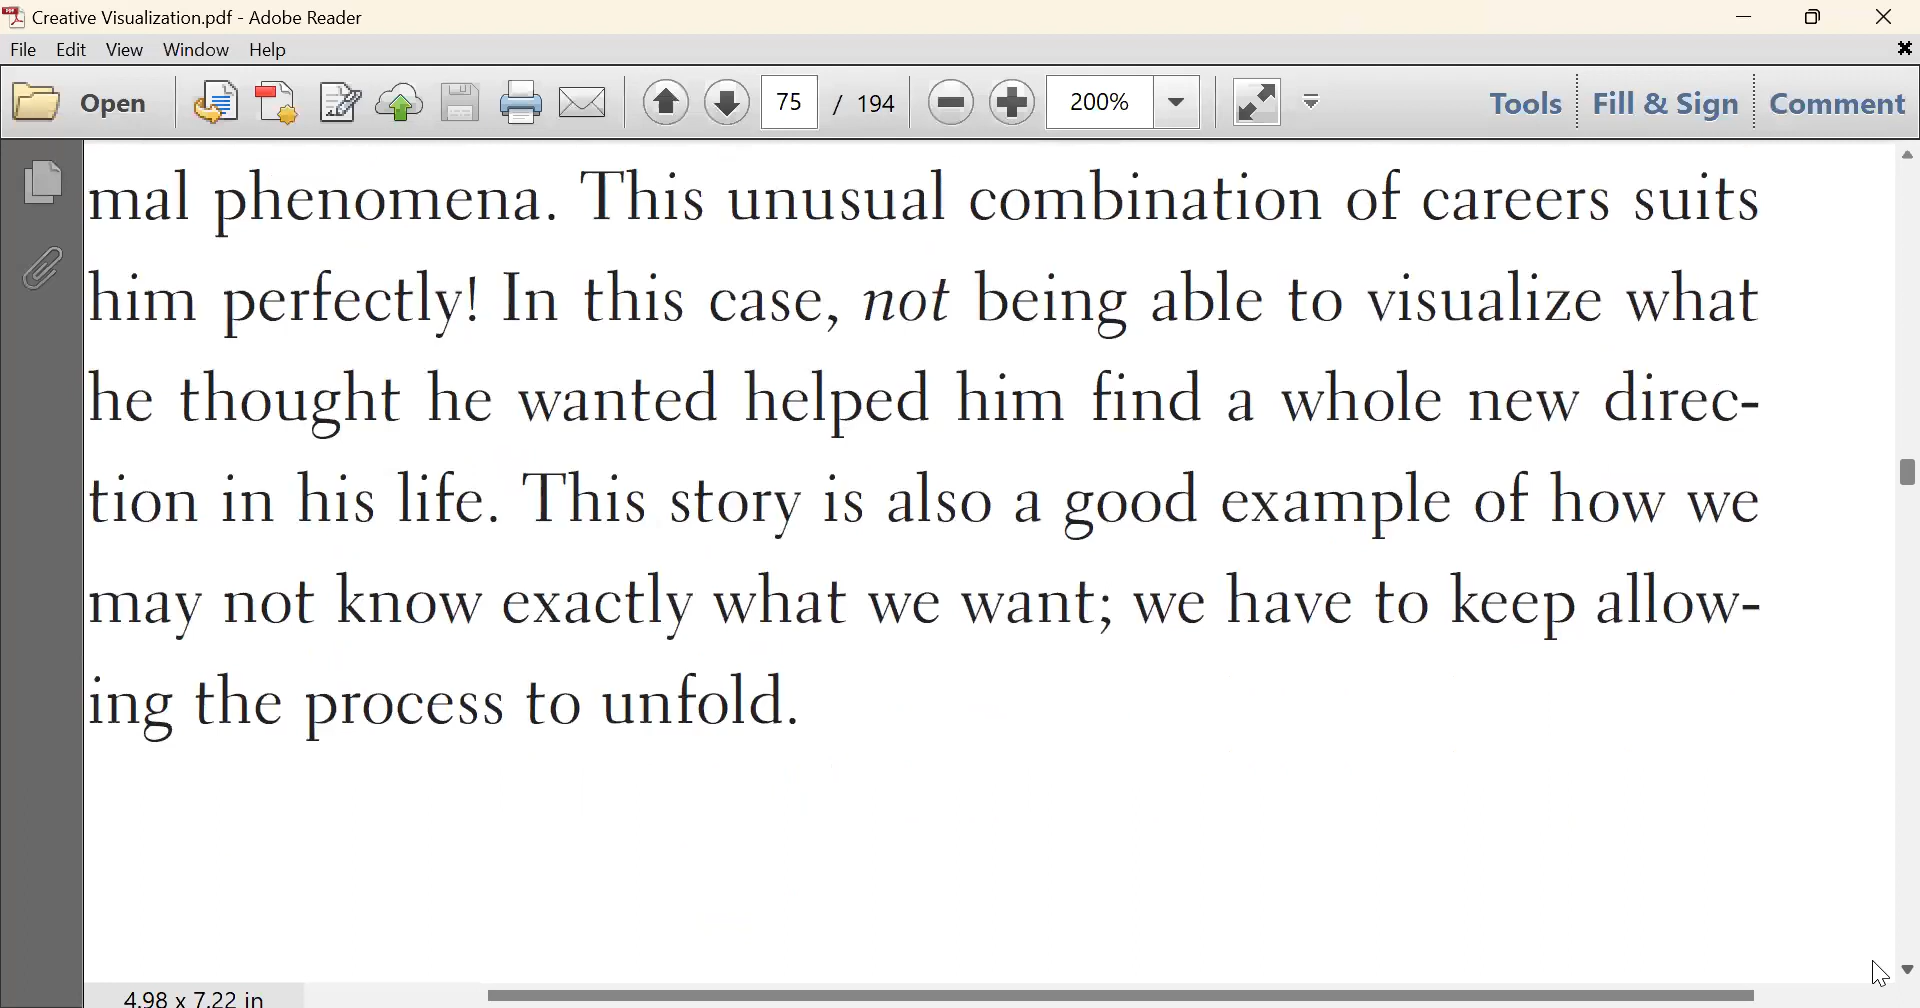 Creative Visualization.pdf - Adobe Reader
File Edit View Window Help
Open 75 / 194 200% Tools Fill & Sign Comment
mal phenomena. This unusual combination of careers suits
him perfectly! In this case, not being able to visualize what
he thought he wanted helped him find a whole new direc-
tion in his life. This story is also a good example of how we
may not know exactly what we want; we have to keep allow-
ing the process to unfold.
4.98 x 7.22 in